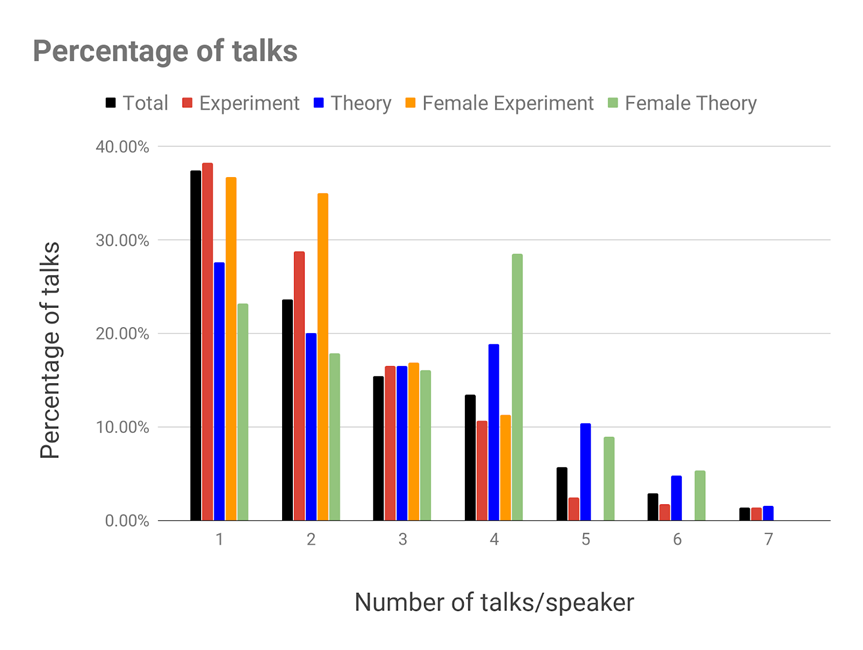 Percentage of talks
Total Experiment Theory Female Experiment Female Theory
40.00%
30.00%
20.00%
10.00%
0.00%
Percentage of talks
1 2 3 4 5 6 7
Number of talks/speaker